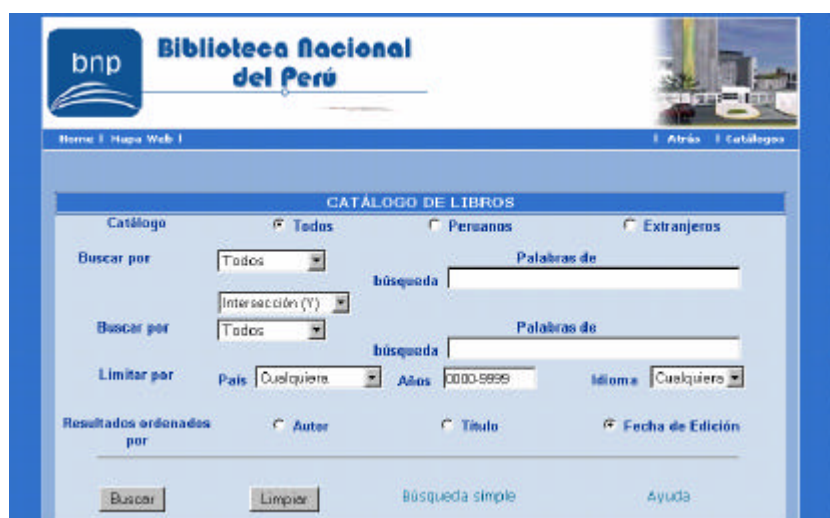 bnp
Biblioteca Nacional
del Perú
Home | Mapa Web | | Atrás | Catálogos
CATÁLOGO DE LIBROS
Catálogo Todos Peruanos Extranjeros
Buscar por Todos Palabras de
búsqueda
Intersección (Y)
Buscar por Todos Palabras de
búsqueda
Limitar por País Cualquiera Años 0000-9999 Idioma Cualquiera
Resultados ordenados Autor Título Fecha de Edición
por
Buscar Limpiar Búsqueda simple Ayuda